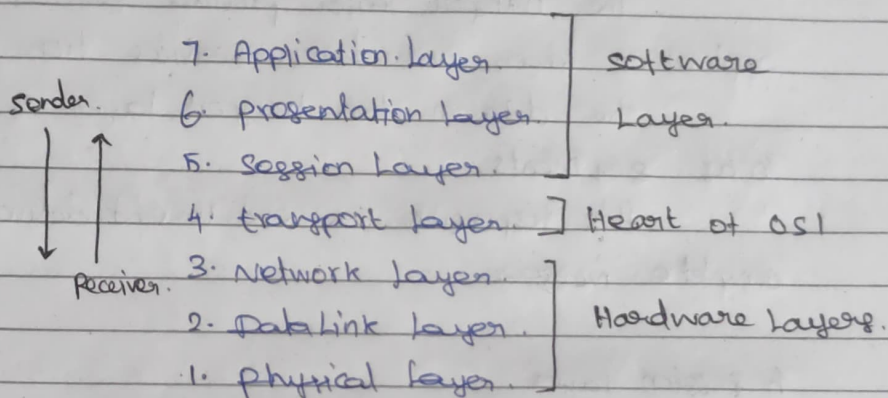 7. Application Layer
Software
Sender.
6. presentation Layer
Layer.
5. Session Layer.
4. transport Layer.
Heart of OSI
3. Network Layer
Receiver.
2. DataLink Layer.
Hardware Layers.
1. Physical Layer.